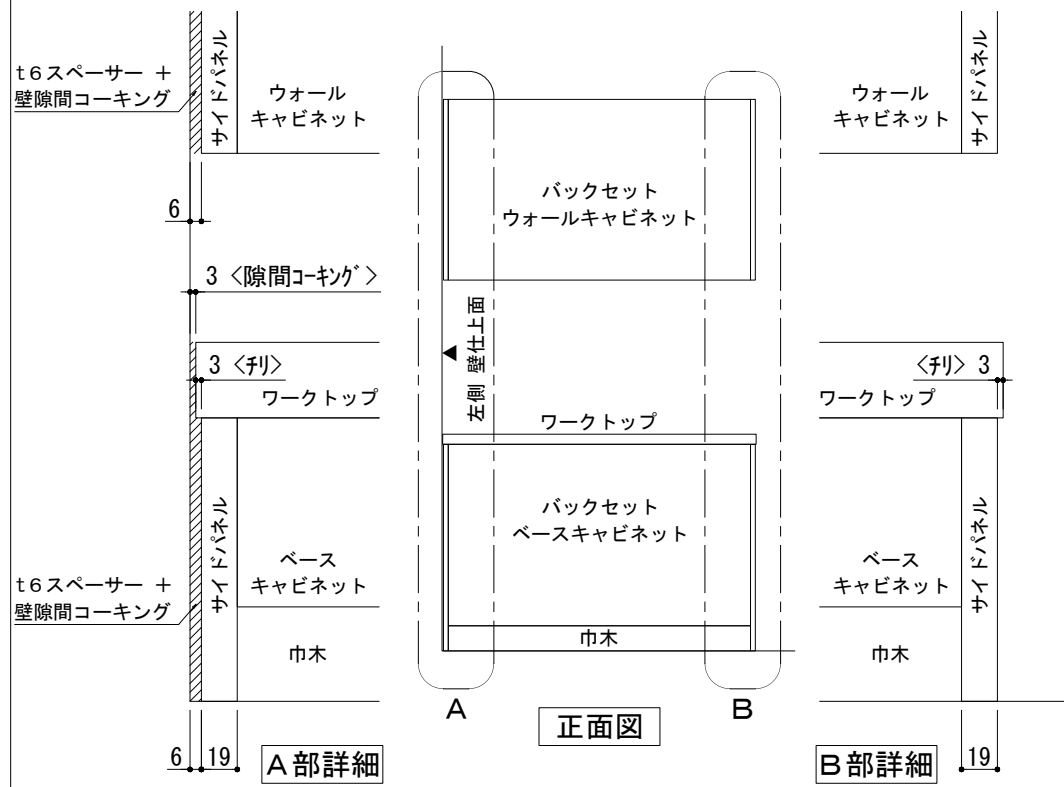 t6スペーサー ＋
壁隙間コーキング
サイドパネル
ウォール
キャビネット
6
3 〈隙間ｺｰｷﾝｸﾞ〉
3 〈ﾁﾘ〉
ワークトップ
サイドパネル
ベース
キャビネット
t6スペーサー ＋
壁隙間コーキング
巾木
6 19
A部詳細
バックセット
ウォールキャビネット
左側 壁仕上面
ワークトップ
バックセット
ベースキャビネット
巾木
A
B
正面図
ウォール
キャビネット
サイドパネル
〈ﾁﾘ〉 3
ワークトップ
ベース
キャビネット
サイドパネル
巾木
B部詳細
19